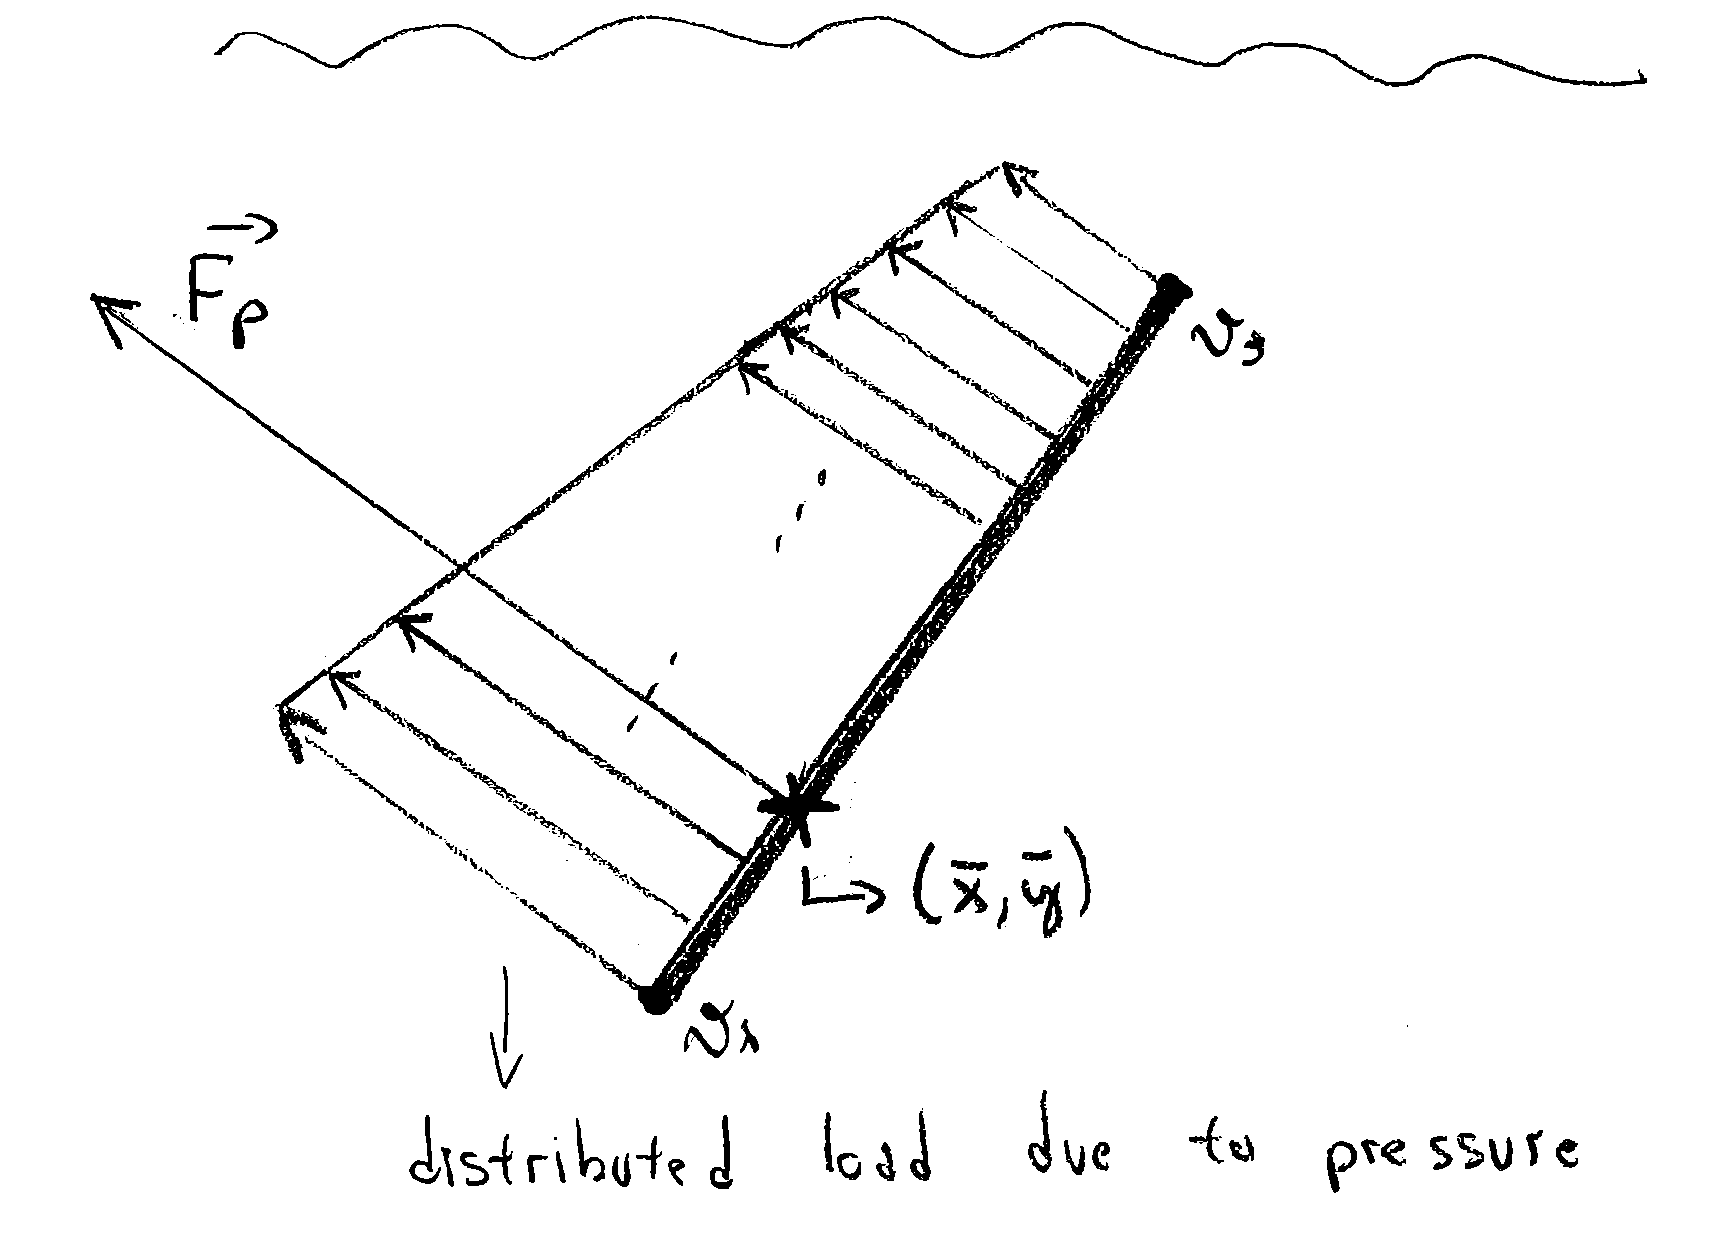 F⃗p
v₃
(x̄, ȳ)
v₁
distributed load due to pressure